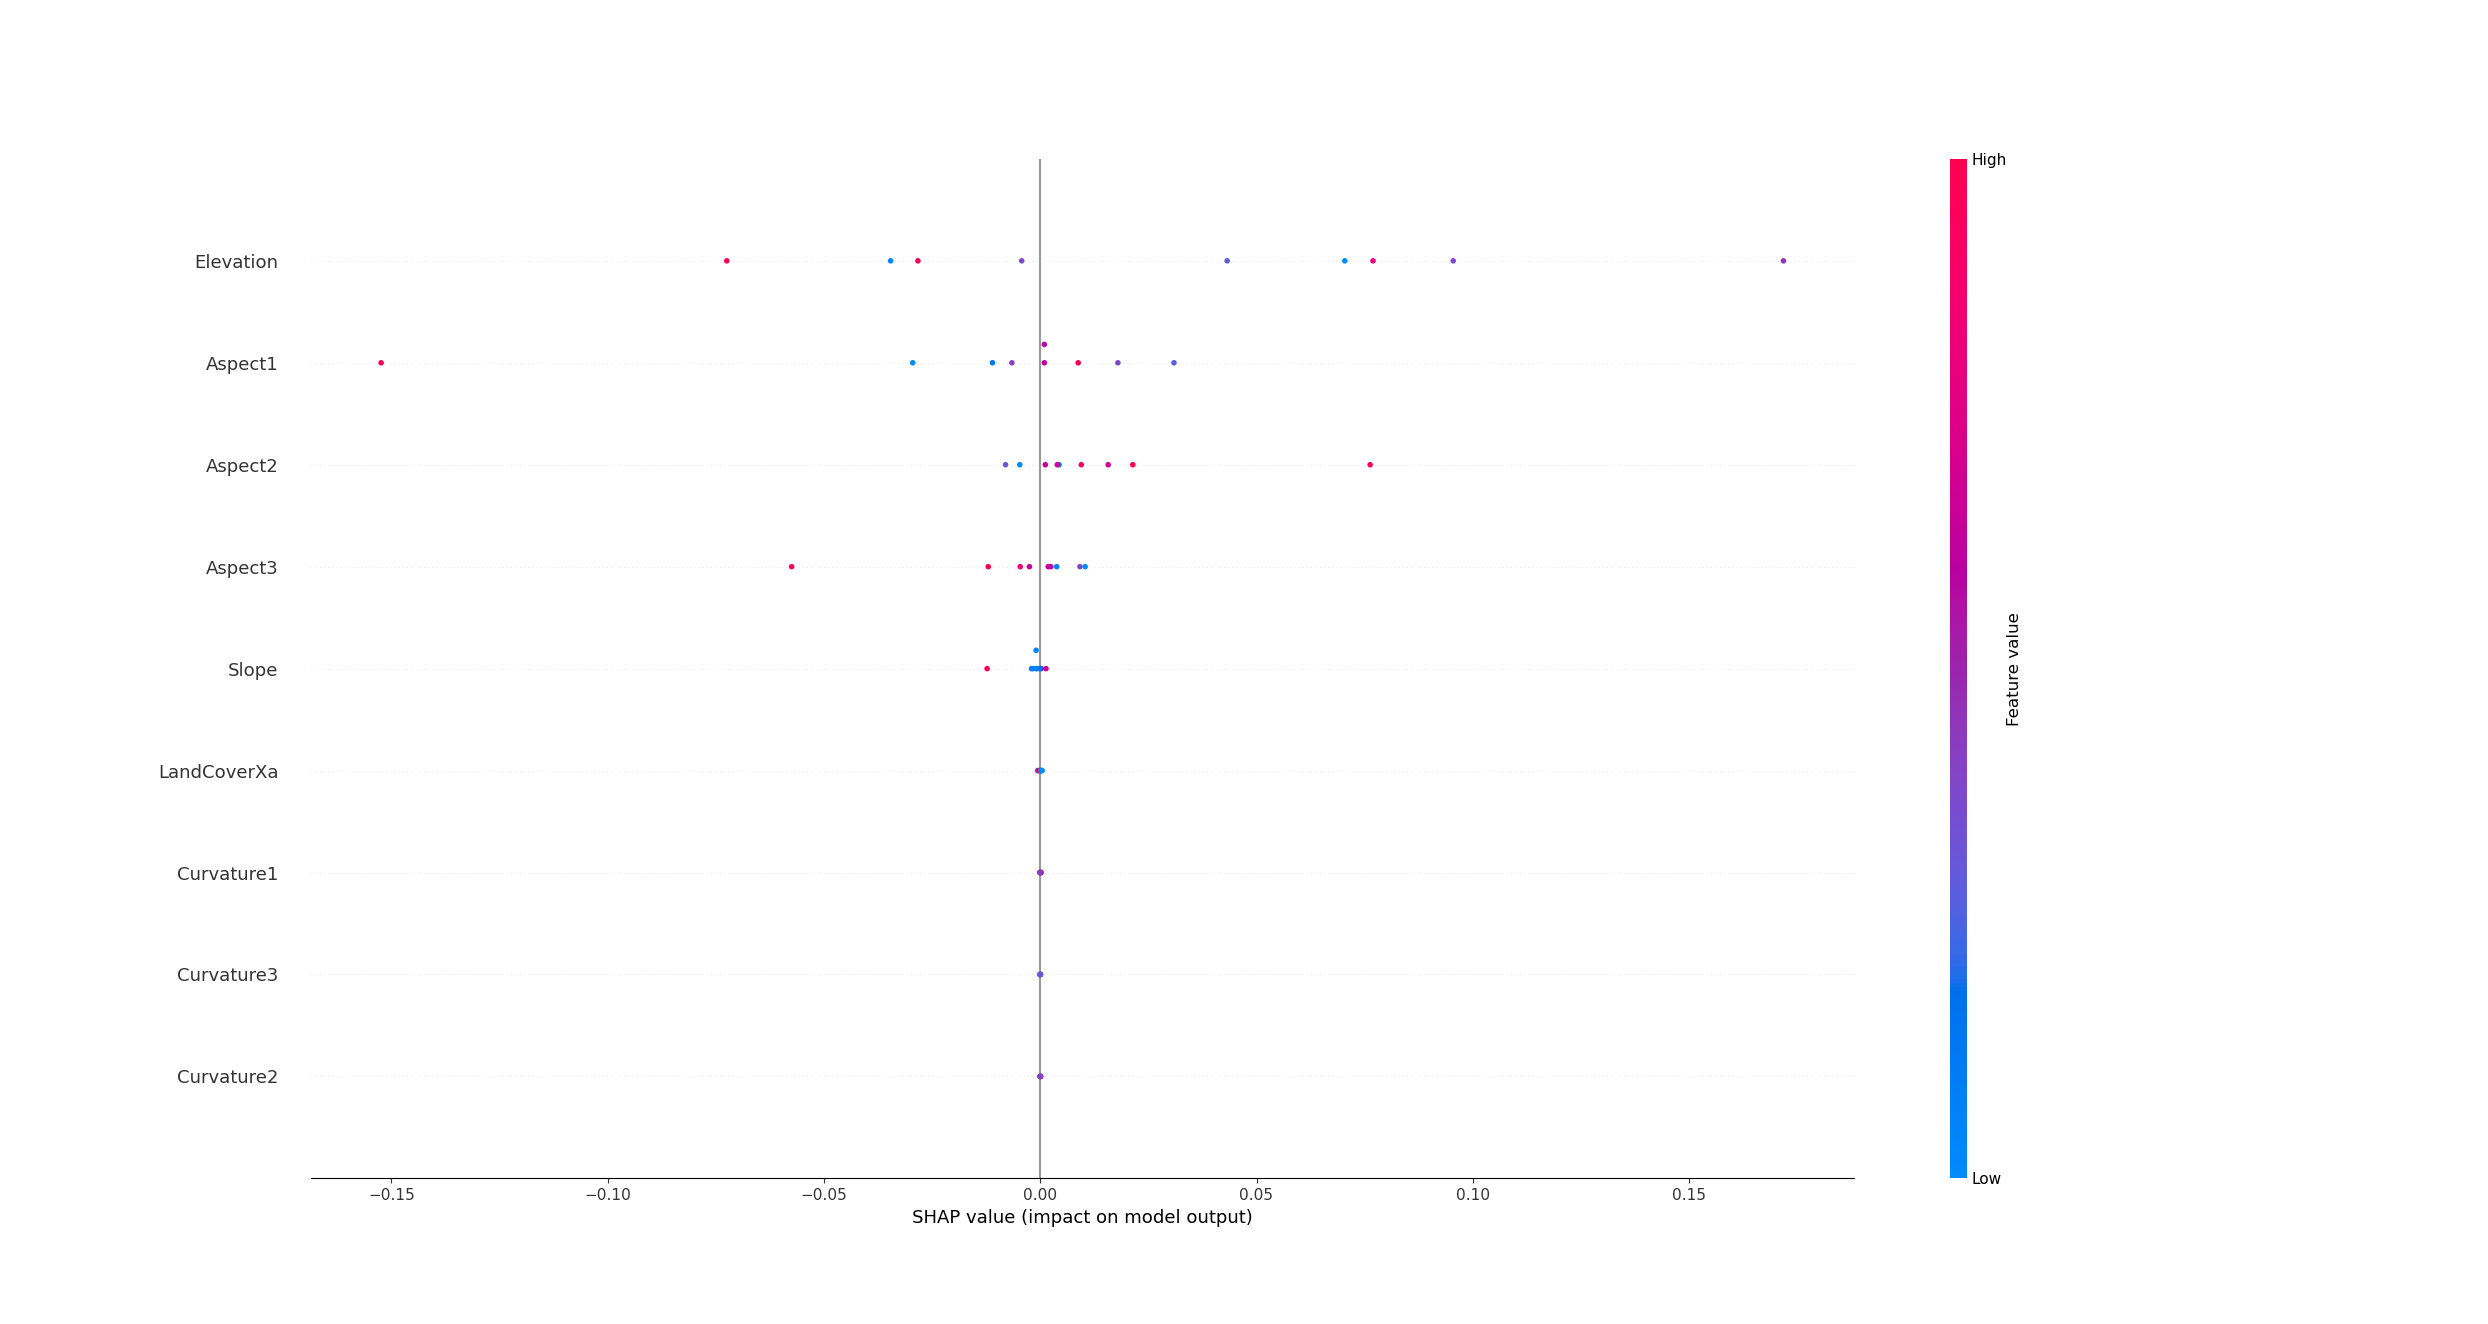 High
Elevation
Aspect1
Aspect2
Aspect3
Slope
LandCoverXa
Curvature1
Curvature3
Curvature2
Feature value
Low
−0.15 −0.10 −0.05 0.00 0.05 0.10 0.15
SHAP value (impact on model output)